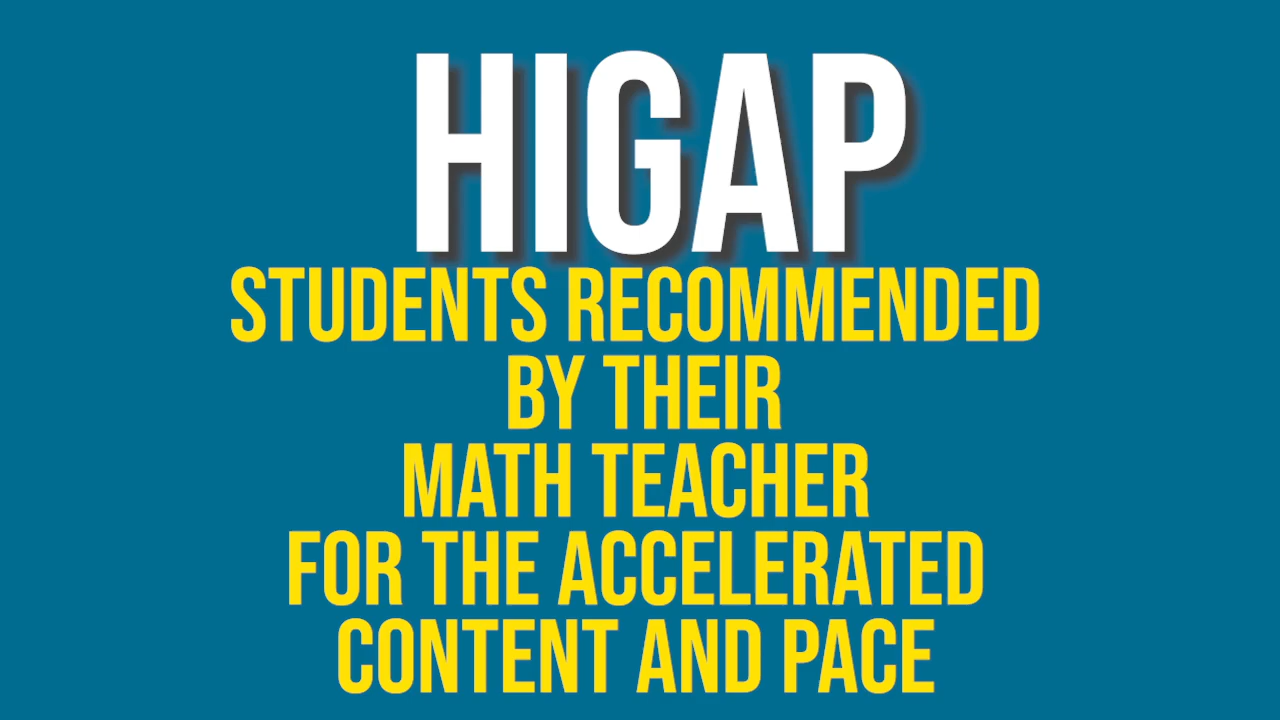 HIGAP
STUDENTS RECOMMENDED
BY THEIR
MATH TEACHER
FOR THE ACCELERATED
CONTENT AND PACE